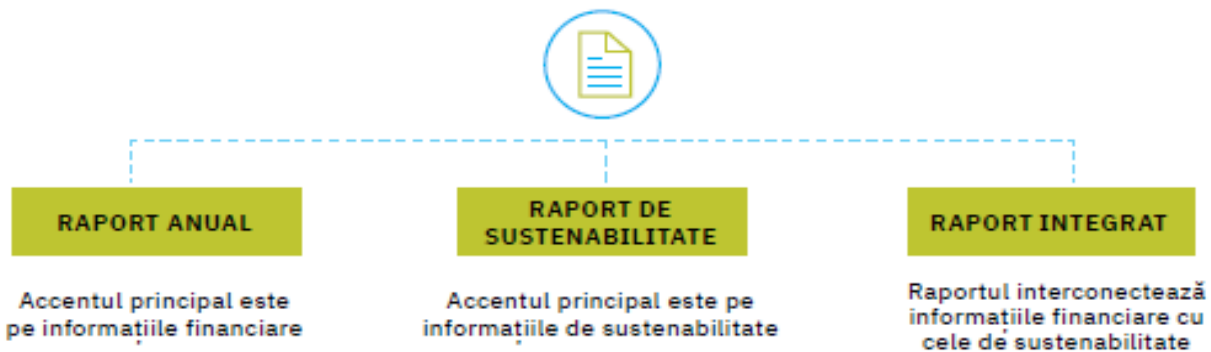 RAPORT ANUAL
Accentul principal este
pe informațiile financiare
RAPORT DE
SUSTENABILITATE
Accentul principal este pe
informațiile de sustenabilitate
RAPORT INTEGRAT
Raportul interconectează
informațiile financiare cu
cele de sustenabilitate